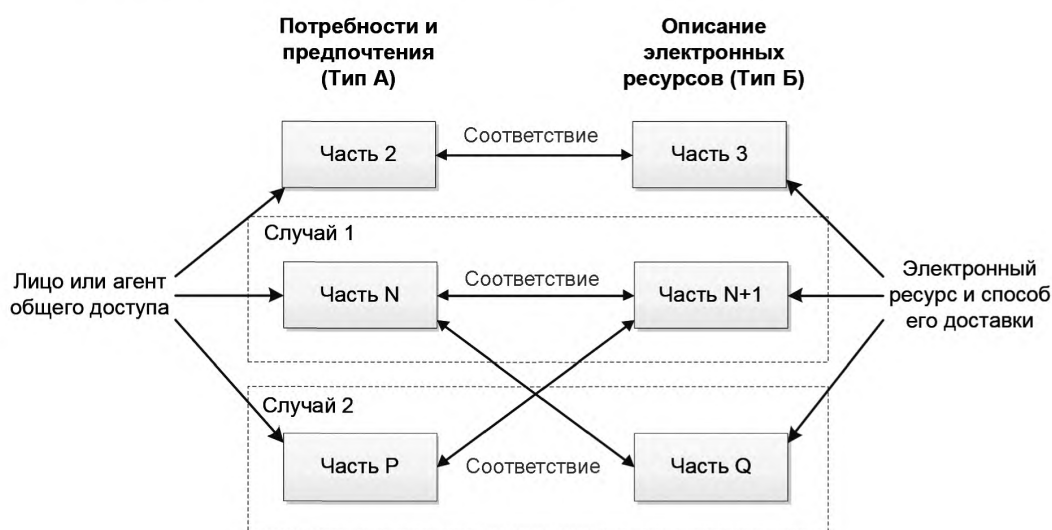 Потребности и
предпочтения
(Тип А)
Описание
электронных
ресурсов (Тип Б)
Часть 2
Соответствие
Часть 3
Случай 1
Лицо или агент
общего доступа
Часть N
Соответствие
Часть N+1
Электронный
ресурс и способ
его доставки
Случай 2
Часть P
Соответствие
Часть Q